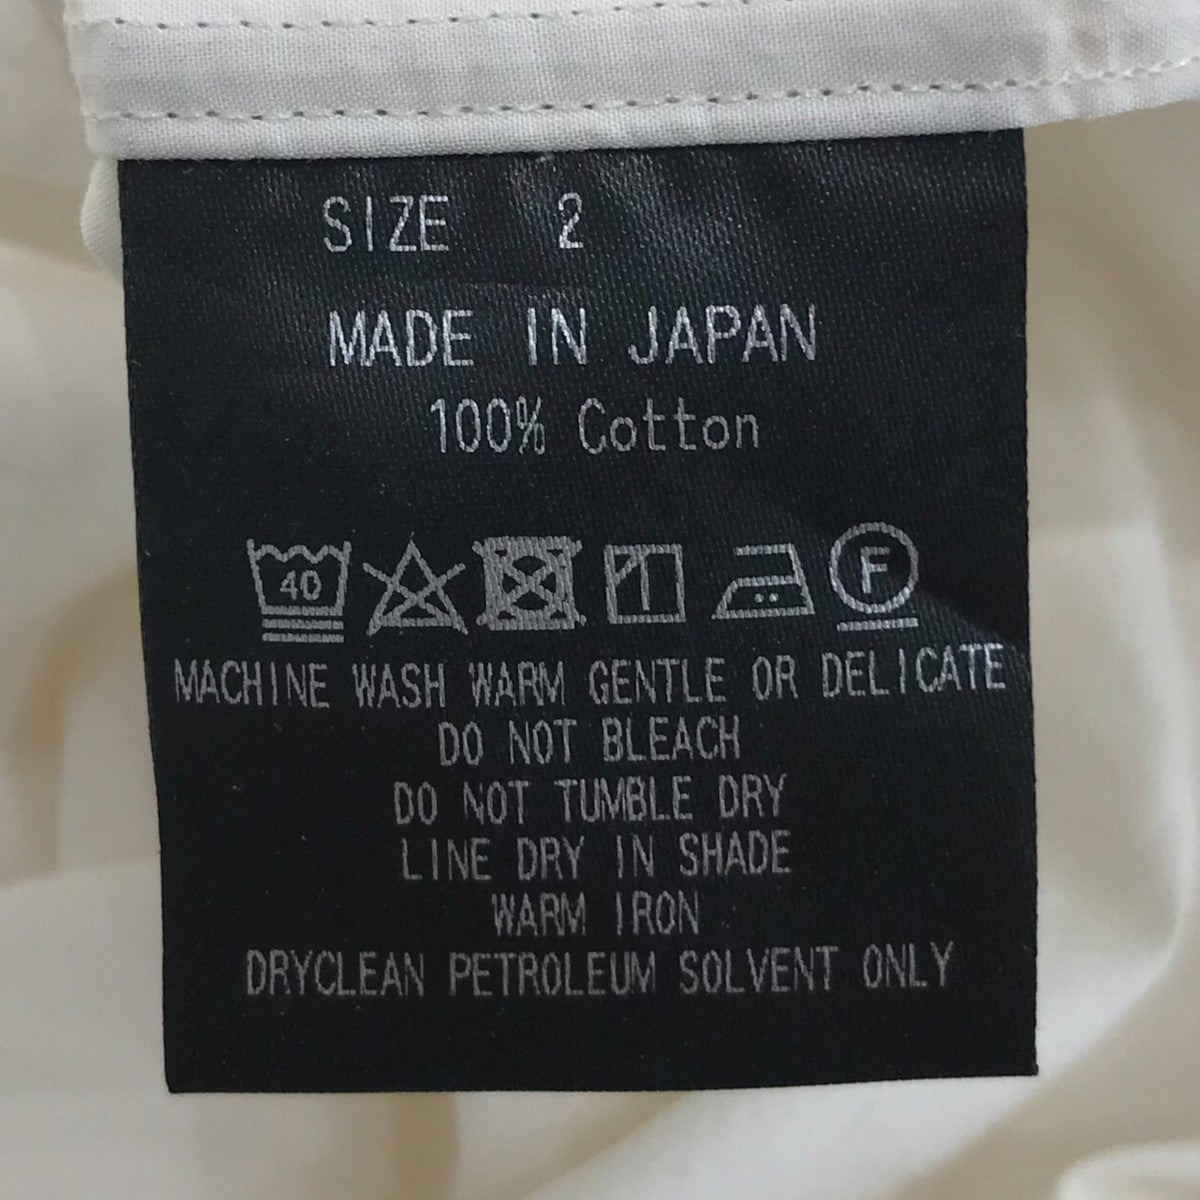 SIZE 2
MADE IN JAPAN
100% Cotton
40 F
MACHINE WASH WARM GENTLE OR DELICATE
DO NOT BLEACH
DO NOT TUMBLE DRY
LINE DRY IN SHADE
WARM IRON
DRYCLEAN PETROLEUM SOLVENT ONLY